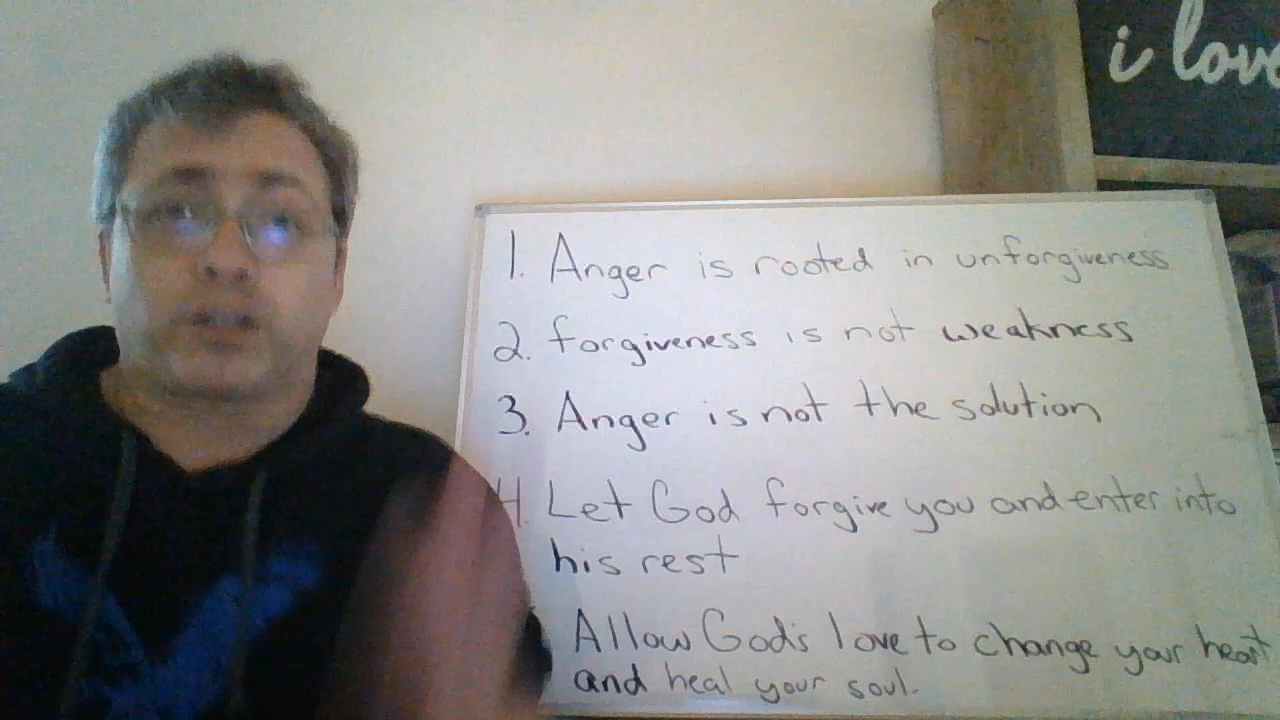 i love
1. Anger is rooted in unforgiveness
2. forgiveness is not weakness
3. Anger is not the solution
4. Let God forgive you and enter into
his rest
Allow God's love to change your heart
and heal your soul.